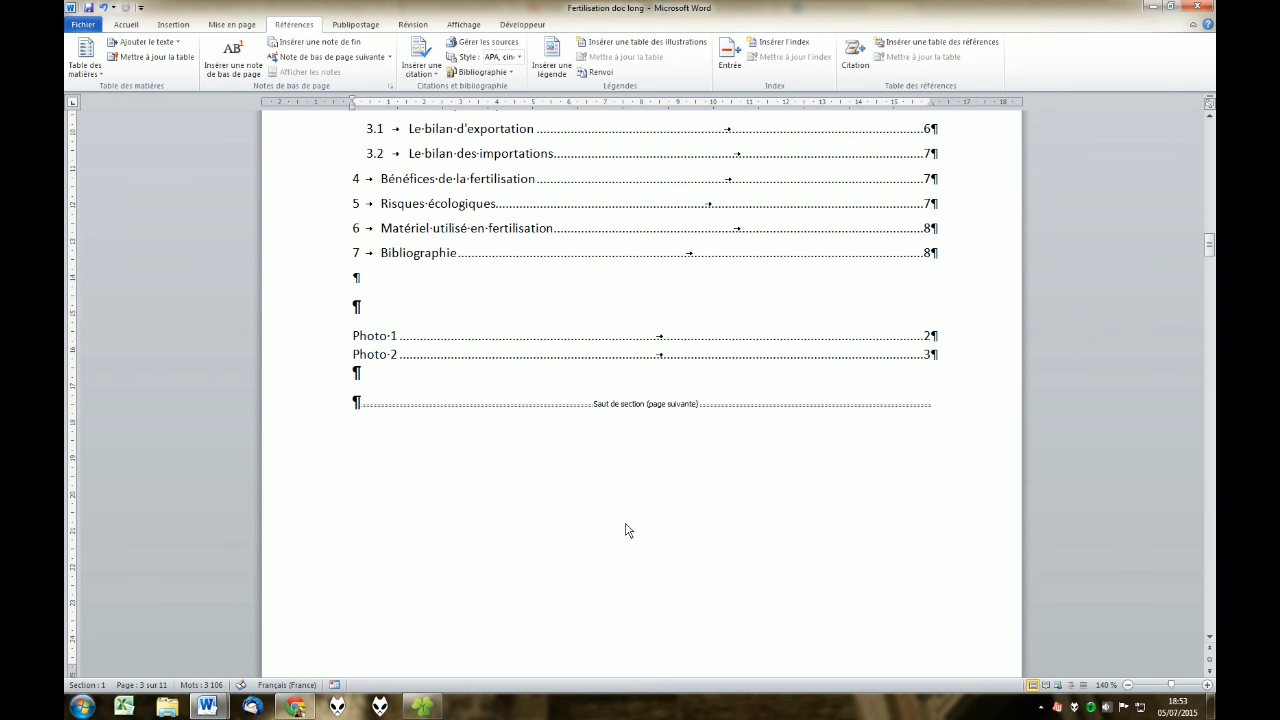 Fertilisation doc long - Microsoft Word
Fichier Accueil Insertion Mise en page Références Publipostage Révision Affichage Développeur
Table des matières
Ajouter le texte
Mettre à jour la table
Table des matières
Insérer une note de bas de page
Insérer une note de fin
Note de bas de page suivante
Afficher les notes
Notes de bas de page
Insérer une citation
Gérer les sources
Style : APA, cin
Bibliographie
Citations et bibliographie
Insérer une légende
Insérer une table des illustrations
Mettre à jour la table
Renvoi
Légendes
Entrée
Insérer l'index
Mettre à jour l'index
Index
Citation
Insérer une table des références
Mettre à jour la table
Table des références
3.1 → Le·bilan·d'exportation → 6¶
3.2 → Le·bilan·des·importations → 7¶
4 → Bénéfices·de·la·fertilisation → 7¶
5 → Risques·écologiques → 7¶
6 → Matériel·utilisé·en·fertilisation → 8¶
7 → Bibliographie → 8¶
¶
¶
Photo·1 → 2¶
Photo·2 → 3¶
¶
¶ Saut de section (page suivante)
Section : 1 Page : 3 sur 11 Mots : 3 106 Français (France) 140 %
18:53
05/07/2015